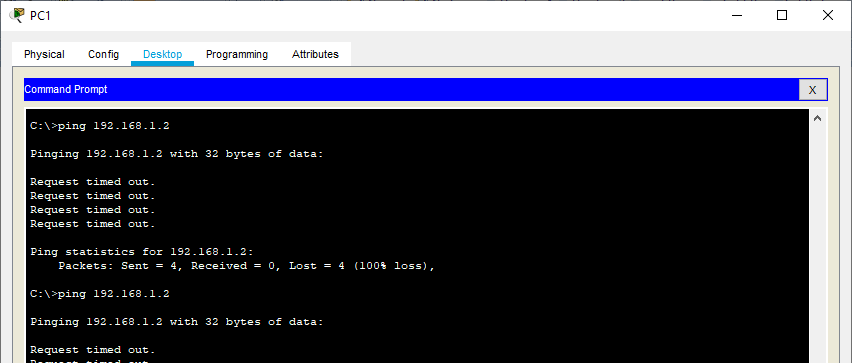 PC1
Physical Config Desktop Programming Attributes
Command Prompt X
C:\>ping 192.168.1.2
Pinging 192.168.1.2 with 32 bytes of data:
Request timed out.
Request timed out.
Request timed out.
Request timed out.
Ping statistics for 192.168.1.2:
Packets: Sent = 4, Received = 0, Lost = 4 (100% loss),
C:\>ping 192.168.1.2
Pinging 192.168.1.2 with 32 bytes of data:
Request timed out.
Request timed out.